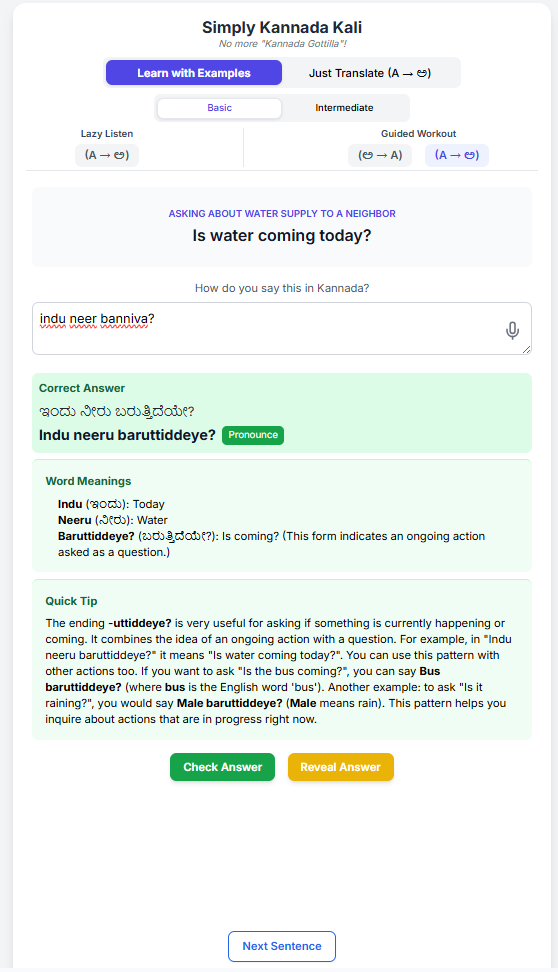 Simply Kannada Kali
No more "Kannada Gottilla"!
Learn with Examples
Just Translate (A → ಅ)
Basic
Intermediate
Lazy Listen
Guided Workout
(A → ಅ)
(ಅ → A)
(A → ಅ)
ASKING ABOUT WATER SUPPLY TO A NEIGHBOR
Is water coming today?
How do you say this in Kannada?
indu neer banniva?
Correct Answer
ಇಂದು ನೀರು ಬರುತ್ತಿದೆಯೇ?
Indu neeru baruttiddeye? Pronounce
Word Meanings
Indu (ಇಂದು): Today
Neeru (ನೀರು): Water
Baruttiddeye? (ಬರುತ್ತಿದೆಯೇ?): Is coming? (This form indicates an ongoing action
asked as a question.)
Quick Tip
The ending -uttiddeye? is very useful for asking if something is currently happening or
coming. It combines the idea of an ongoing action with a question. For example, in "Indu
neeru baruttiddeye?" it means "Is water coming today?". You can use this pattern with
other actions too. If you want to ask "Is the bus coming?", you can say Bus
baruttiddeye? (where bus is the English word 'bus'). Another example: to ask "Is it
raining?", you would say Male baruttiddeye? (Male means rain). This pattern helps you
inquire about actions that are in progress right now.
Check Answer
Reveal Answer
Next Sentence